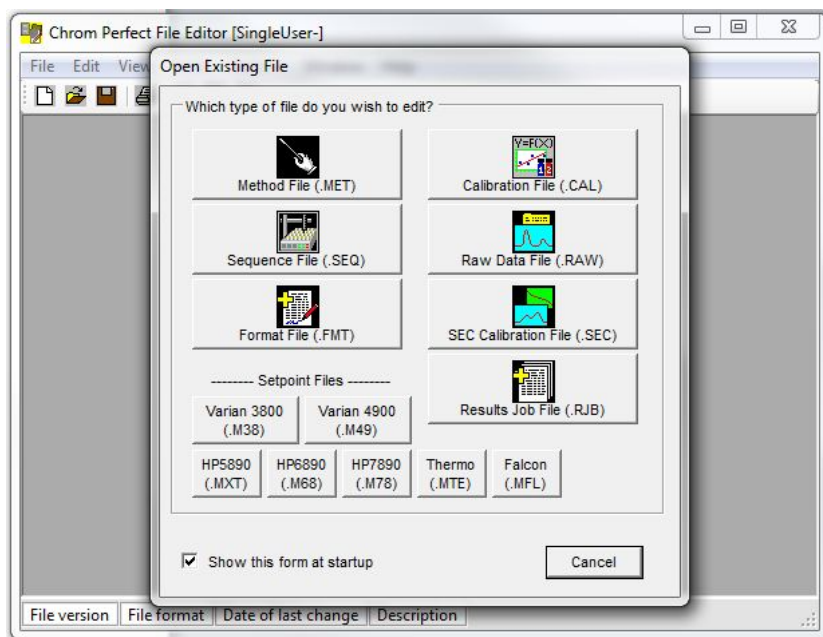 Chrom Perfect File Editor [SingleUser-]
File Edit View Help
Open Existing File
Which type of file do you wish to edit?
Method File (.MET)
Y=F(X)
1 2
Calibration File (.CAL)
Sequence File (.SEQ)
Raw Data File (.RAW)
Format File (.FMT)
SEC Calibration File (.SEC)
Results Job File (.RJB)
-------- Setpoint Files --------
Varian 3800
(.M38)
Varian 4900
(.M49)
HP5890
(.MXT)
HP6890
(.M68)
HP7890
(.M78)
Thermo
(.MTE)
Falcon
(.MFL)
Show this form at startup
Cancel
File version File format Date of last change Description